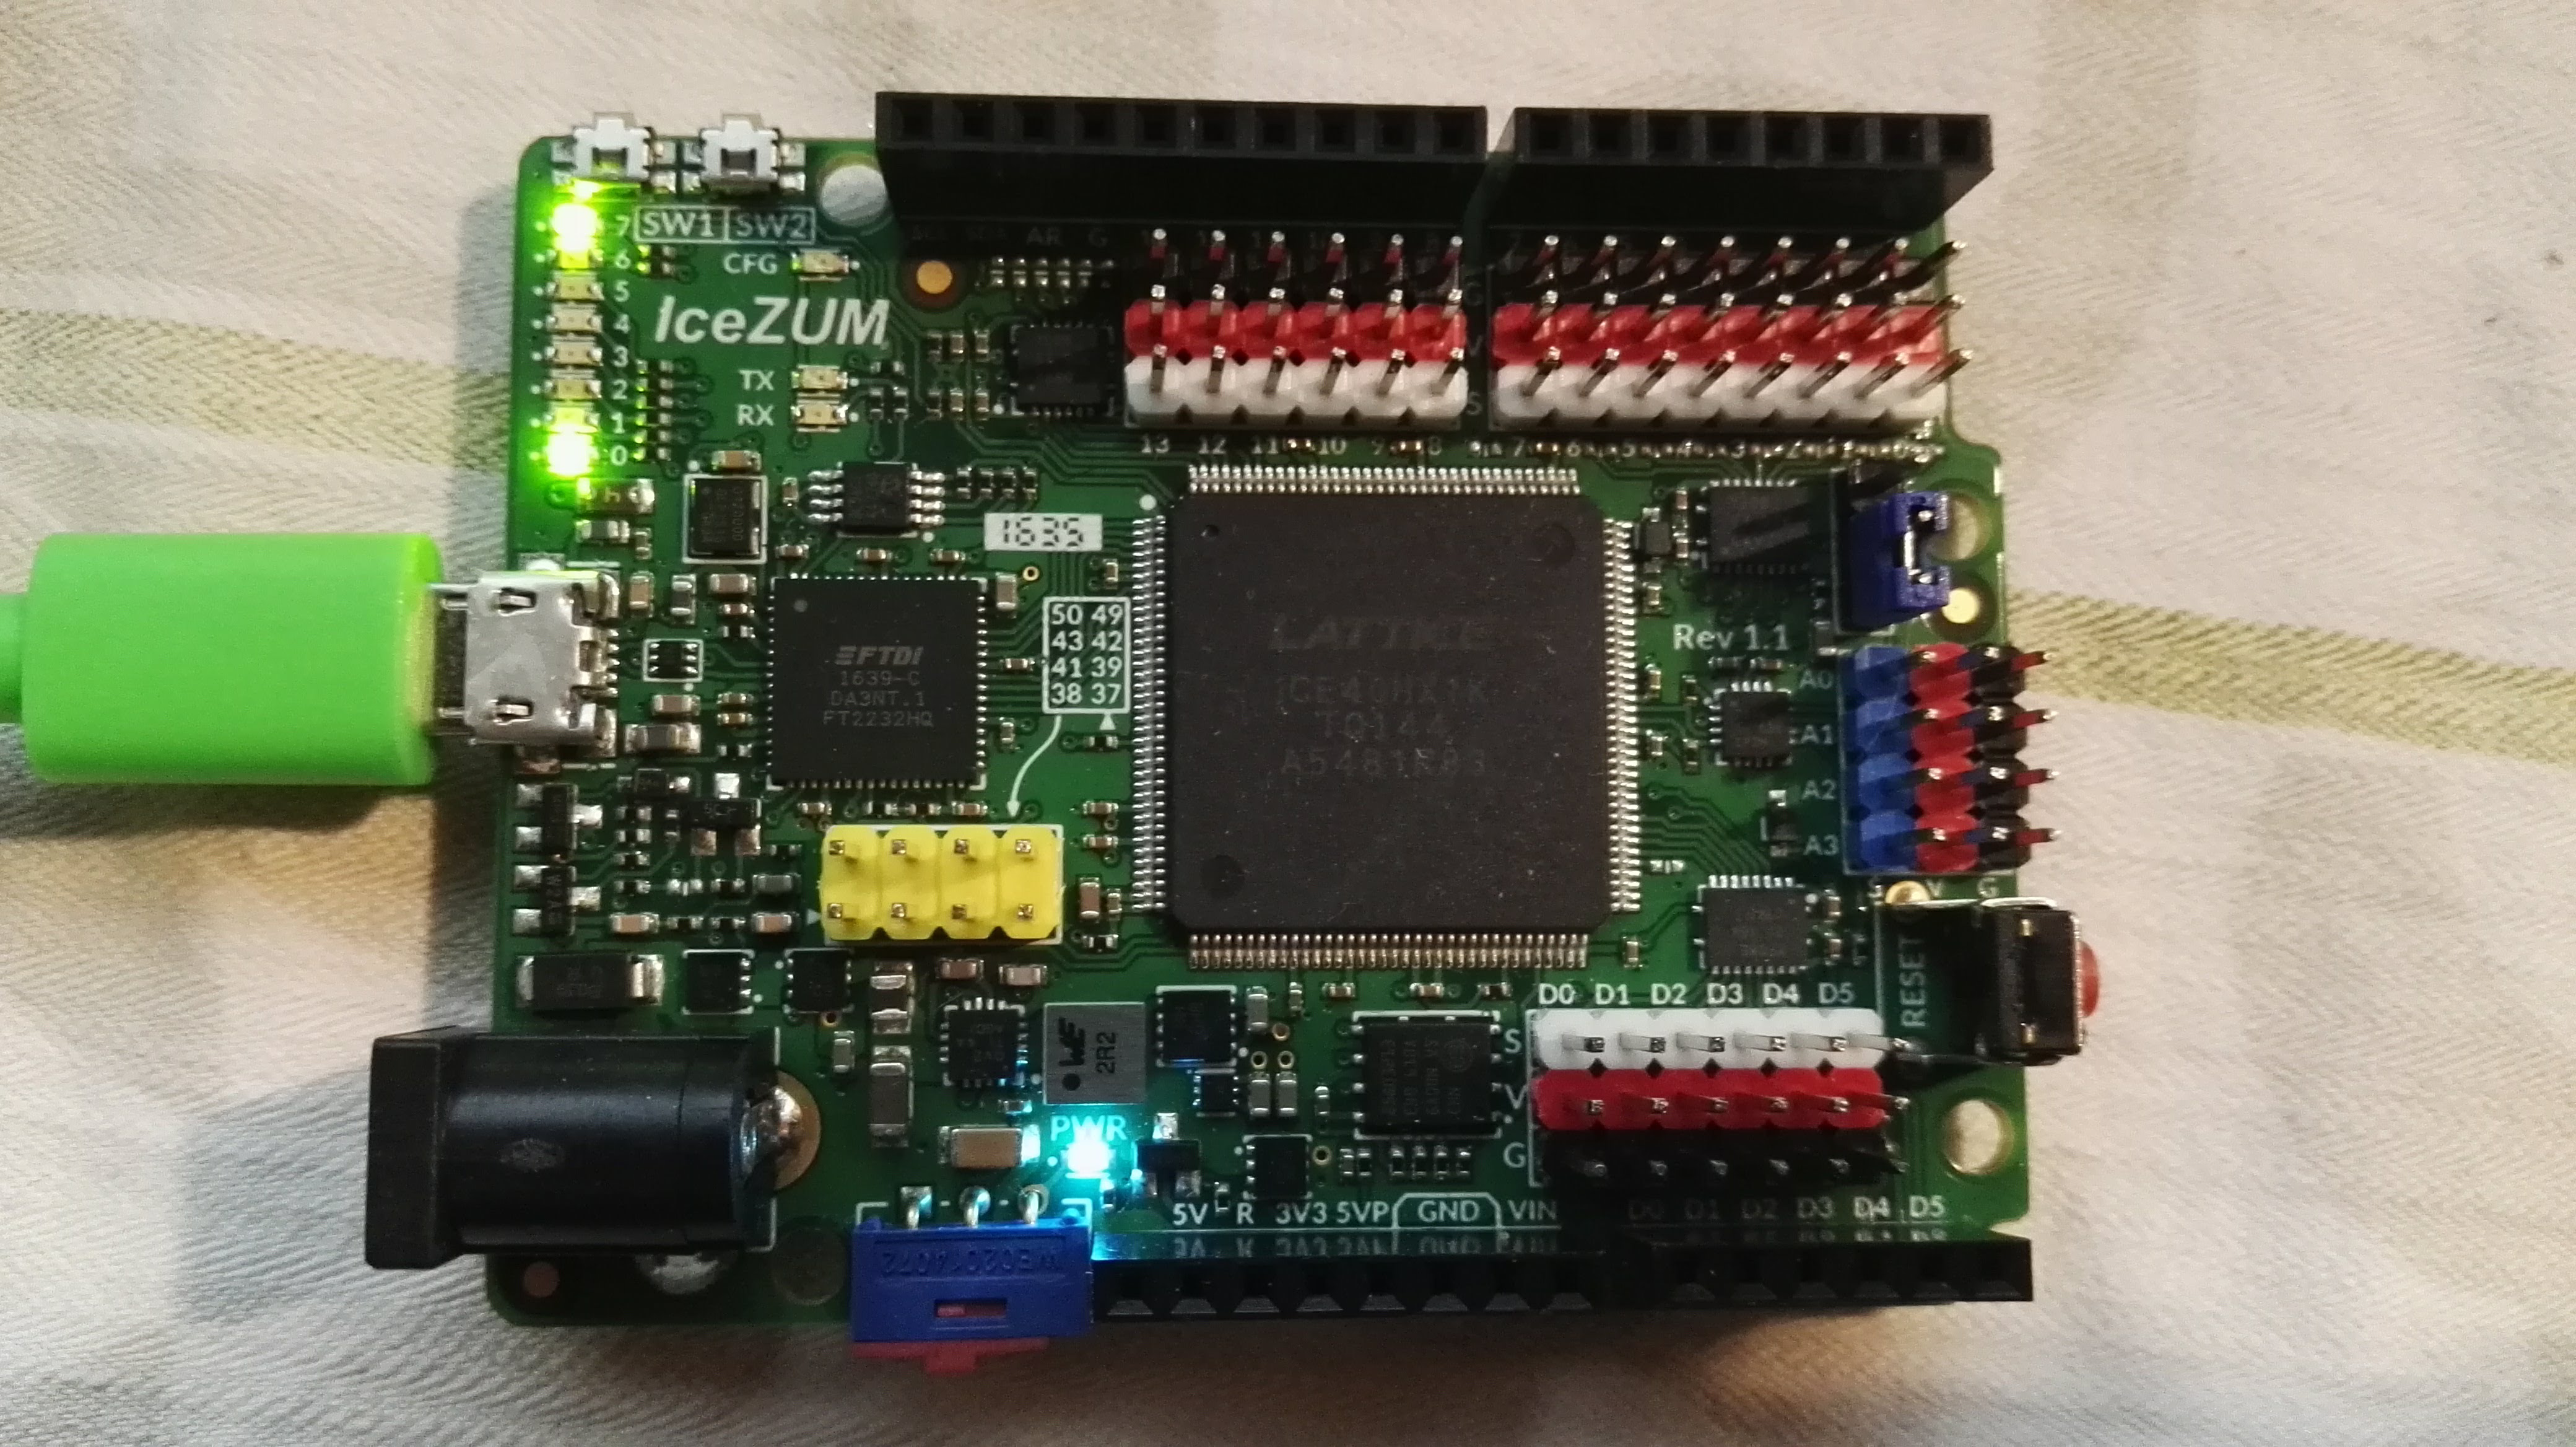 7 SW1 SW2
6 CFG
5
4 IceZUM
3
2 TX
1 RX
0
AR G
V
S
13 12 11 10 9 8 7 6 5 4 3 2 1
1635
50 49
43 42
41 39
38 37
FTDI
1639-C
DA3NT.1
FT2232HQ
LATTICE
ICE40HX1K
TQ144
Rev 1.1
A0
A1
A2
A3
V G
RESET
D0 D1 D2 D3 D4 D5
S
V
G
WE
2R2
PWR
5V R 3V3 5VP GND VIN D0 D1 D2 D3 D4 D5